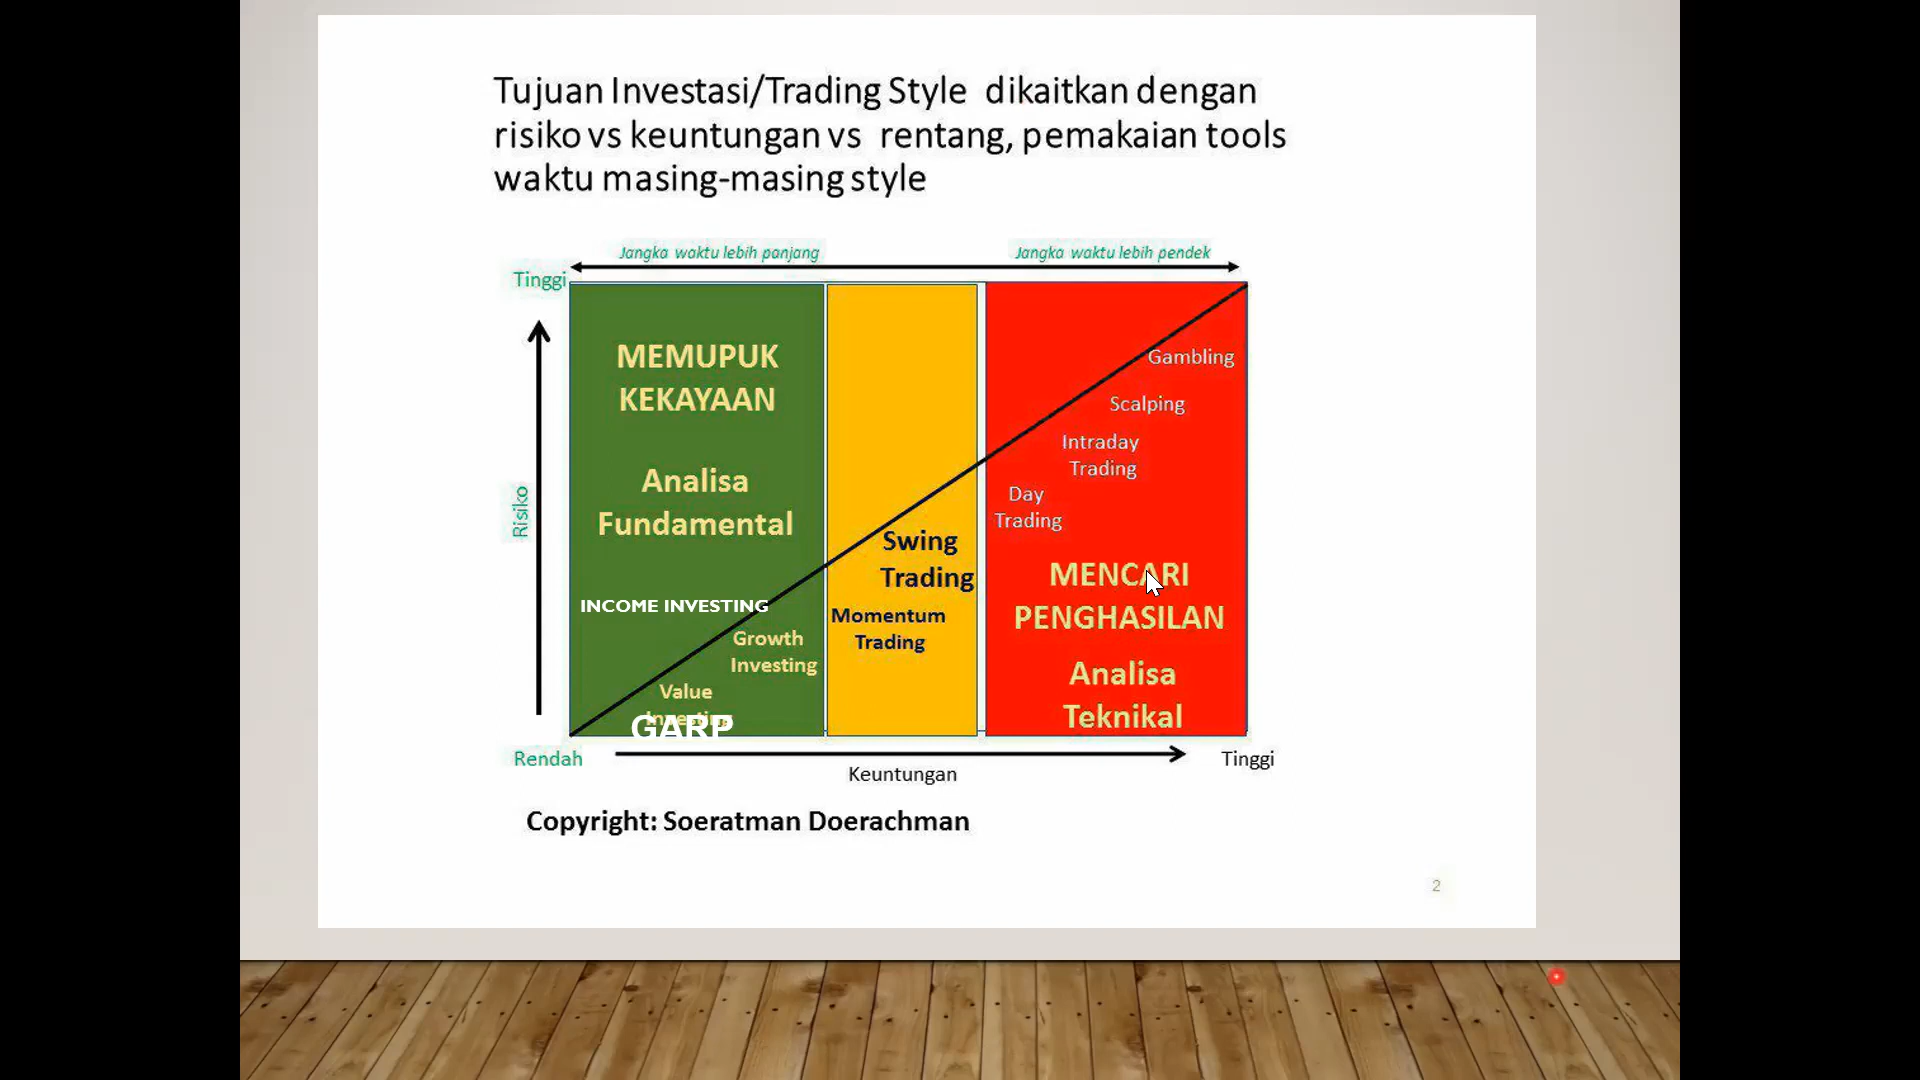 Tujuan Investasi/Trading Style dikaitkan dengan
risiko vs keuntungan vs rentang, pemakaian tools
waktu masing-masing style
Jangka waktu lebih panjang
Jangka waktu lebih pendek
Tinggi
Risiko
MEMUPUK
KEKAYAAN
Analisa
Fundamental
INCOME INVESTING
Growth
Investing
Value
Investing
GARP
Swing
Trading
Momentum
Trading
Gambling
Scalping
Intraday
Trading
Day
Trading
MENCARI
PENGHASILAN
Analisa
Teknikal
Rendah
Keuntungan
Tinggi
Copyright: Soeratman Doerachman
2